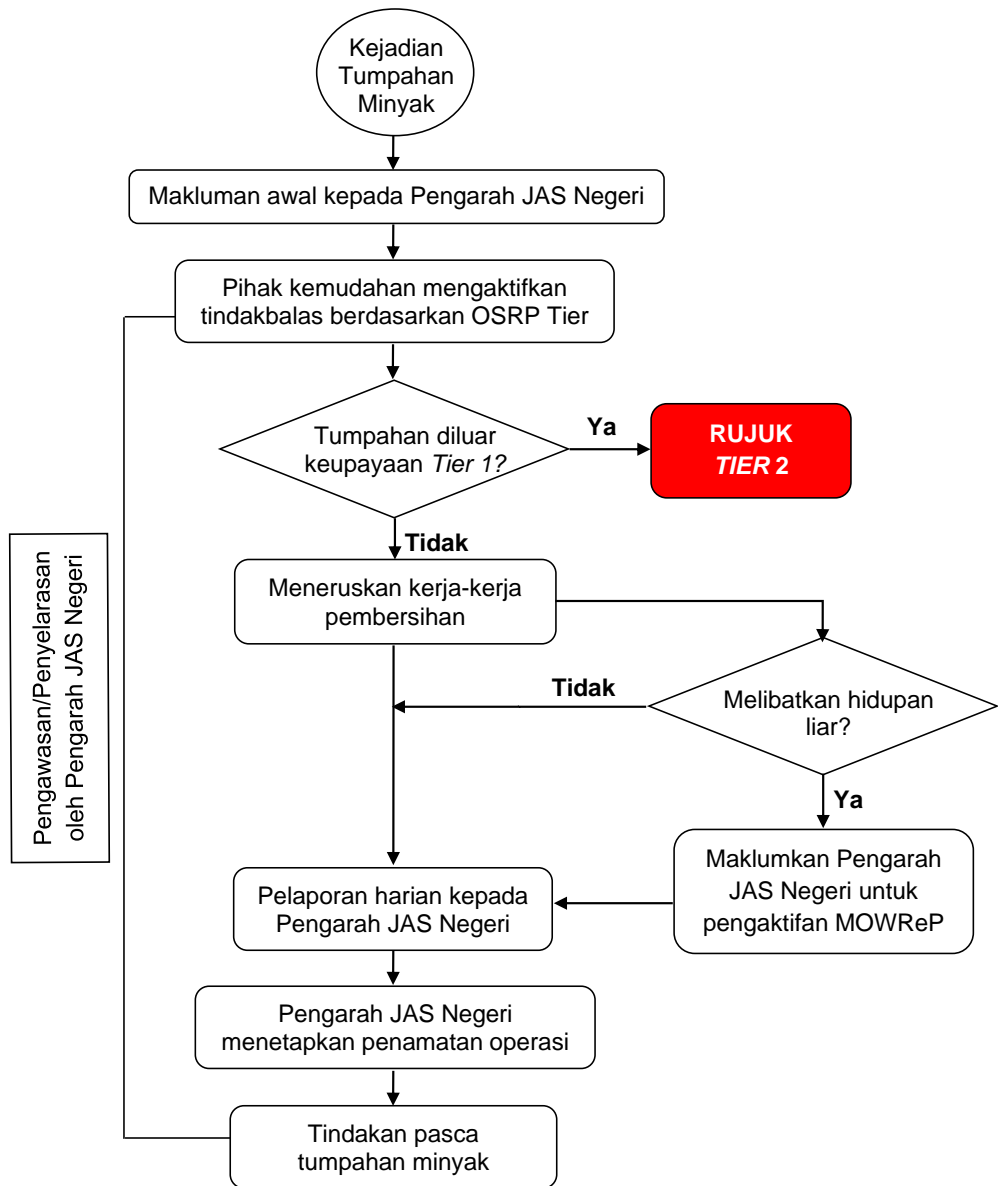 Kejadian
Tumpahan
Minyak
Makluman awal kepada Pengarah JAS Negeri
Pihak kemudahan mengaktifkan
tindakbalas berdasarkan OSRP Tier
Tumpahan diluar
keupayaan Tier 1?
Ya
RUJUK
TIER 2
Tidak
Meneruskan kerja-kerja
pembersihan
Melibatkan hidupan
liar?
Tidak
Ya
Maklumkan Pengarah
JAS Negeri untuk
pengaktifan MOWReP
Pelaporan harian kepada
Pengarah JAS Negeri
Pengarah JAS Negeri
menetapkan penamatan operasi
Tindakan pasca
tumpahan minyak
Pengawasan/Penyelarasan
oleh Pengarah JAS Negeri